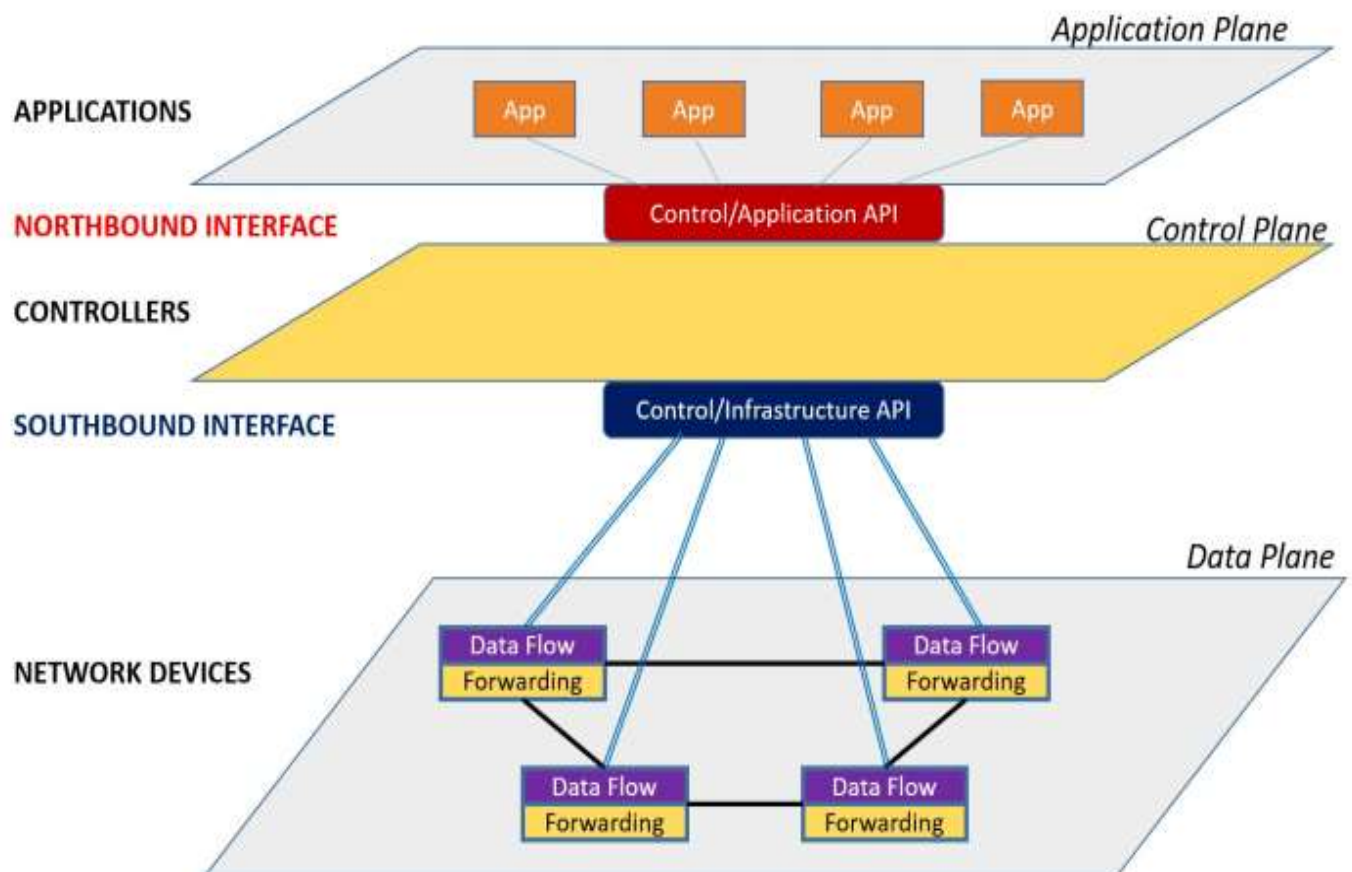 Application Plane
APPLICATIONS
App App App App
NORTHBOUND INTERFACE
Control/Application API
Control Plane
CONTROLLERS
SOUTHBOUND INTERFACE
Control/Infrastructure API
Data Plane
NETWORK DEVICES
Data Flow Data Flow
Forwarding Forwarding
Data Flow Data Flow
Forwarding Forwarding